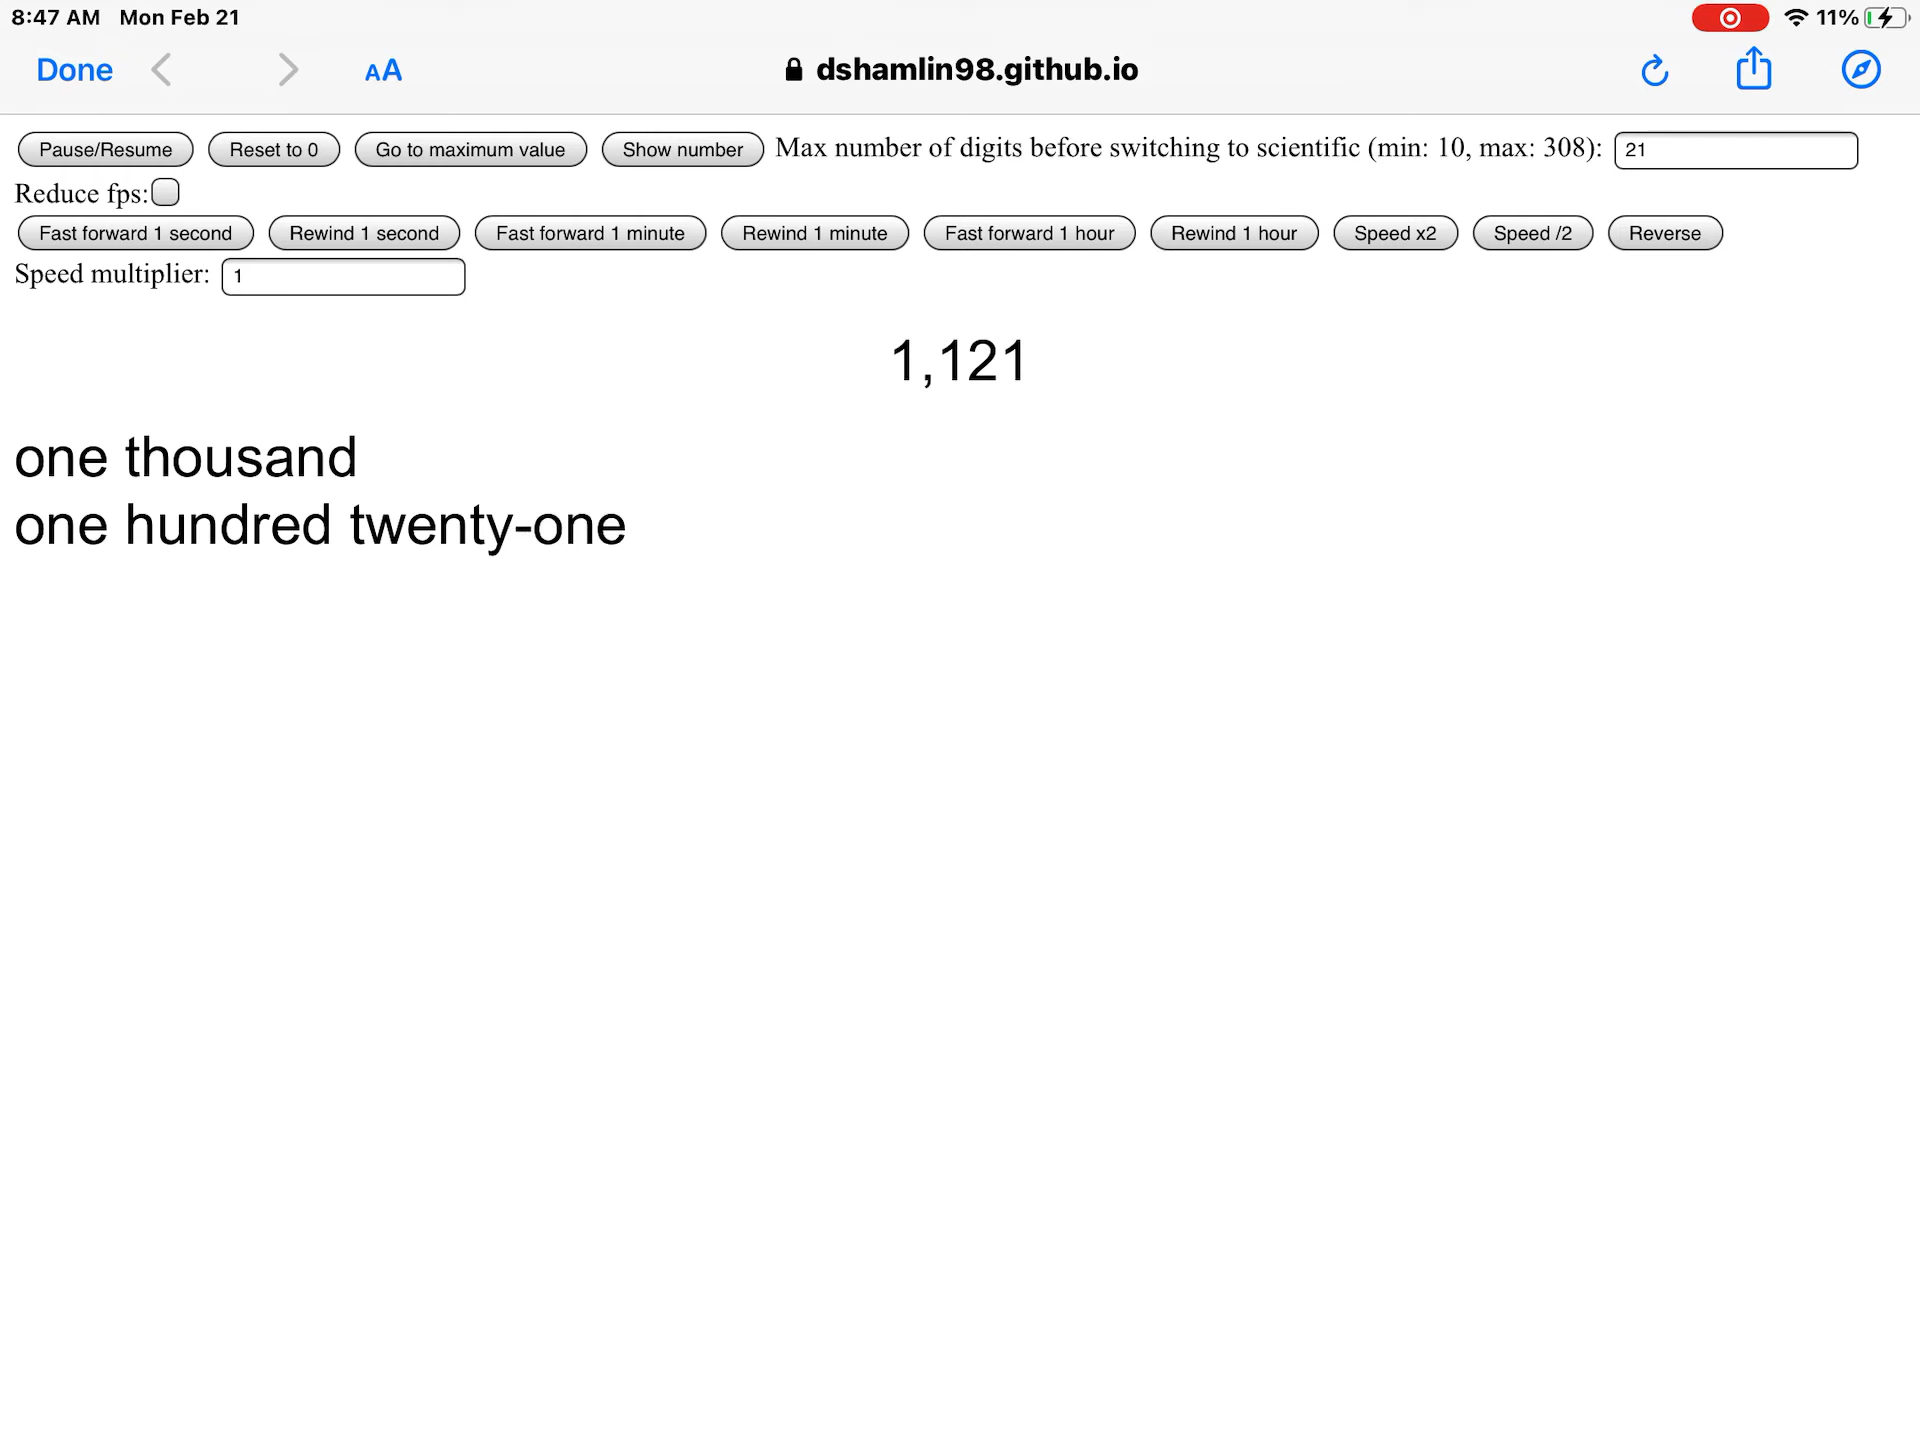 8:47 AM Mon Feb 21 11%
Done AA dshamlin98.github.io
Pause/Resume Reset to 0 Go to maximum value Show number Max number of digits before switching to scientific (min: 10, max: 308): 21
Reduce fps:
Fast forward 1 second Rewind 1 second Fast forward 1 minute Rewind 1 minute Fast forward 1 hour Rewind 1 hour Speed x2 Speed /2 Reverse
Speed multiplier: 1
1,121
one thousand
one hundred twenty-one